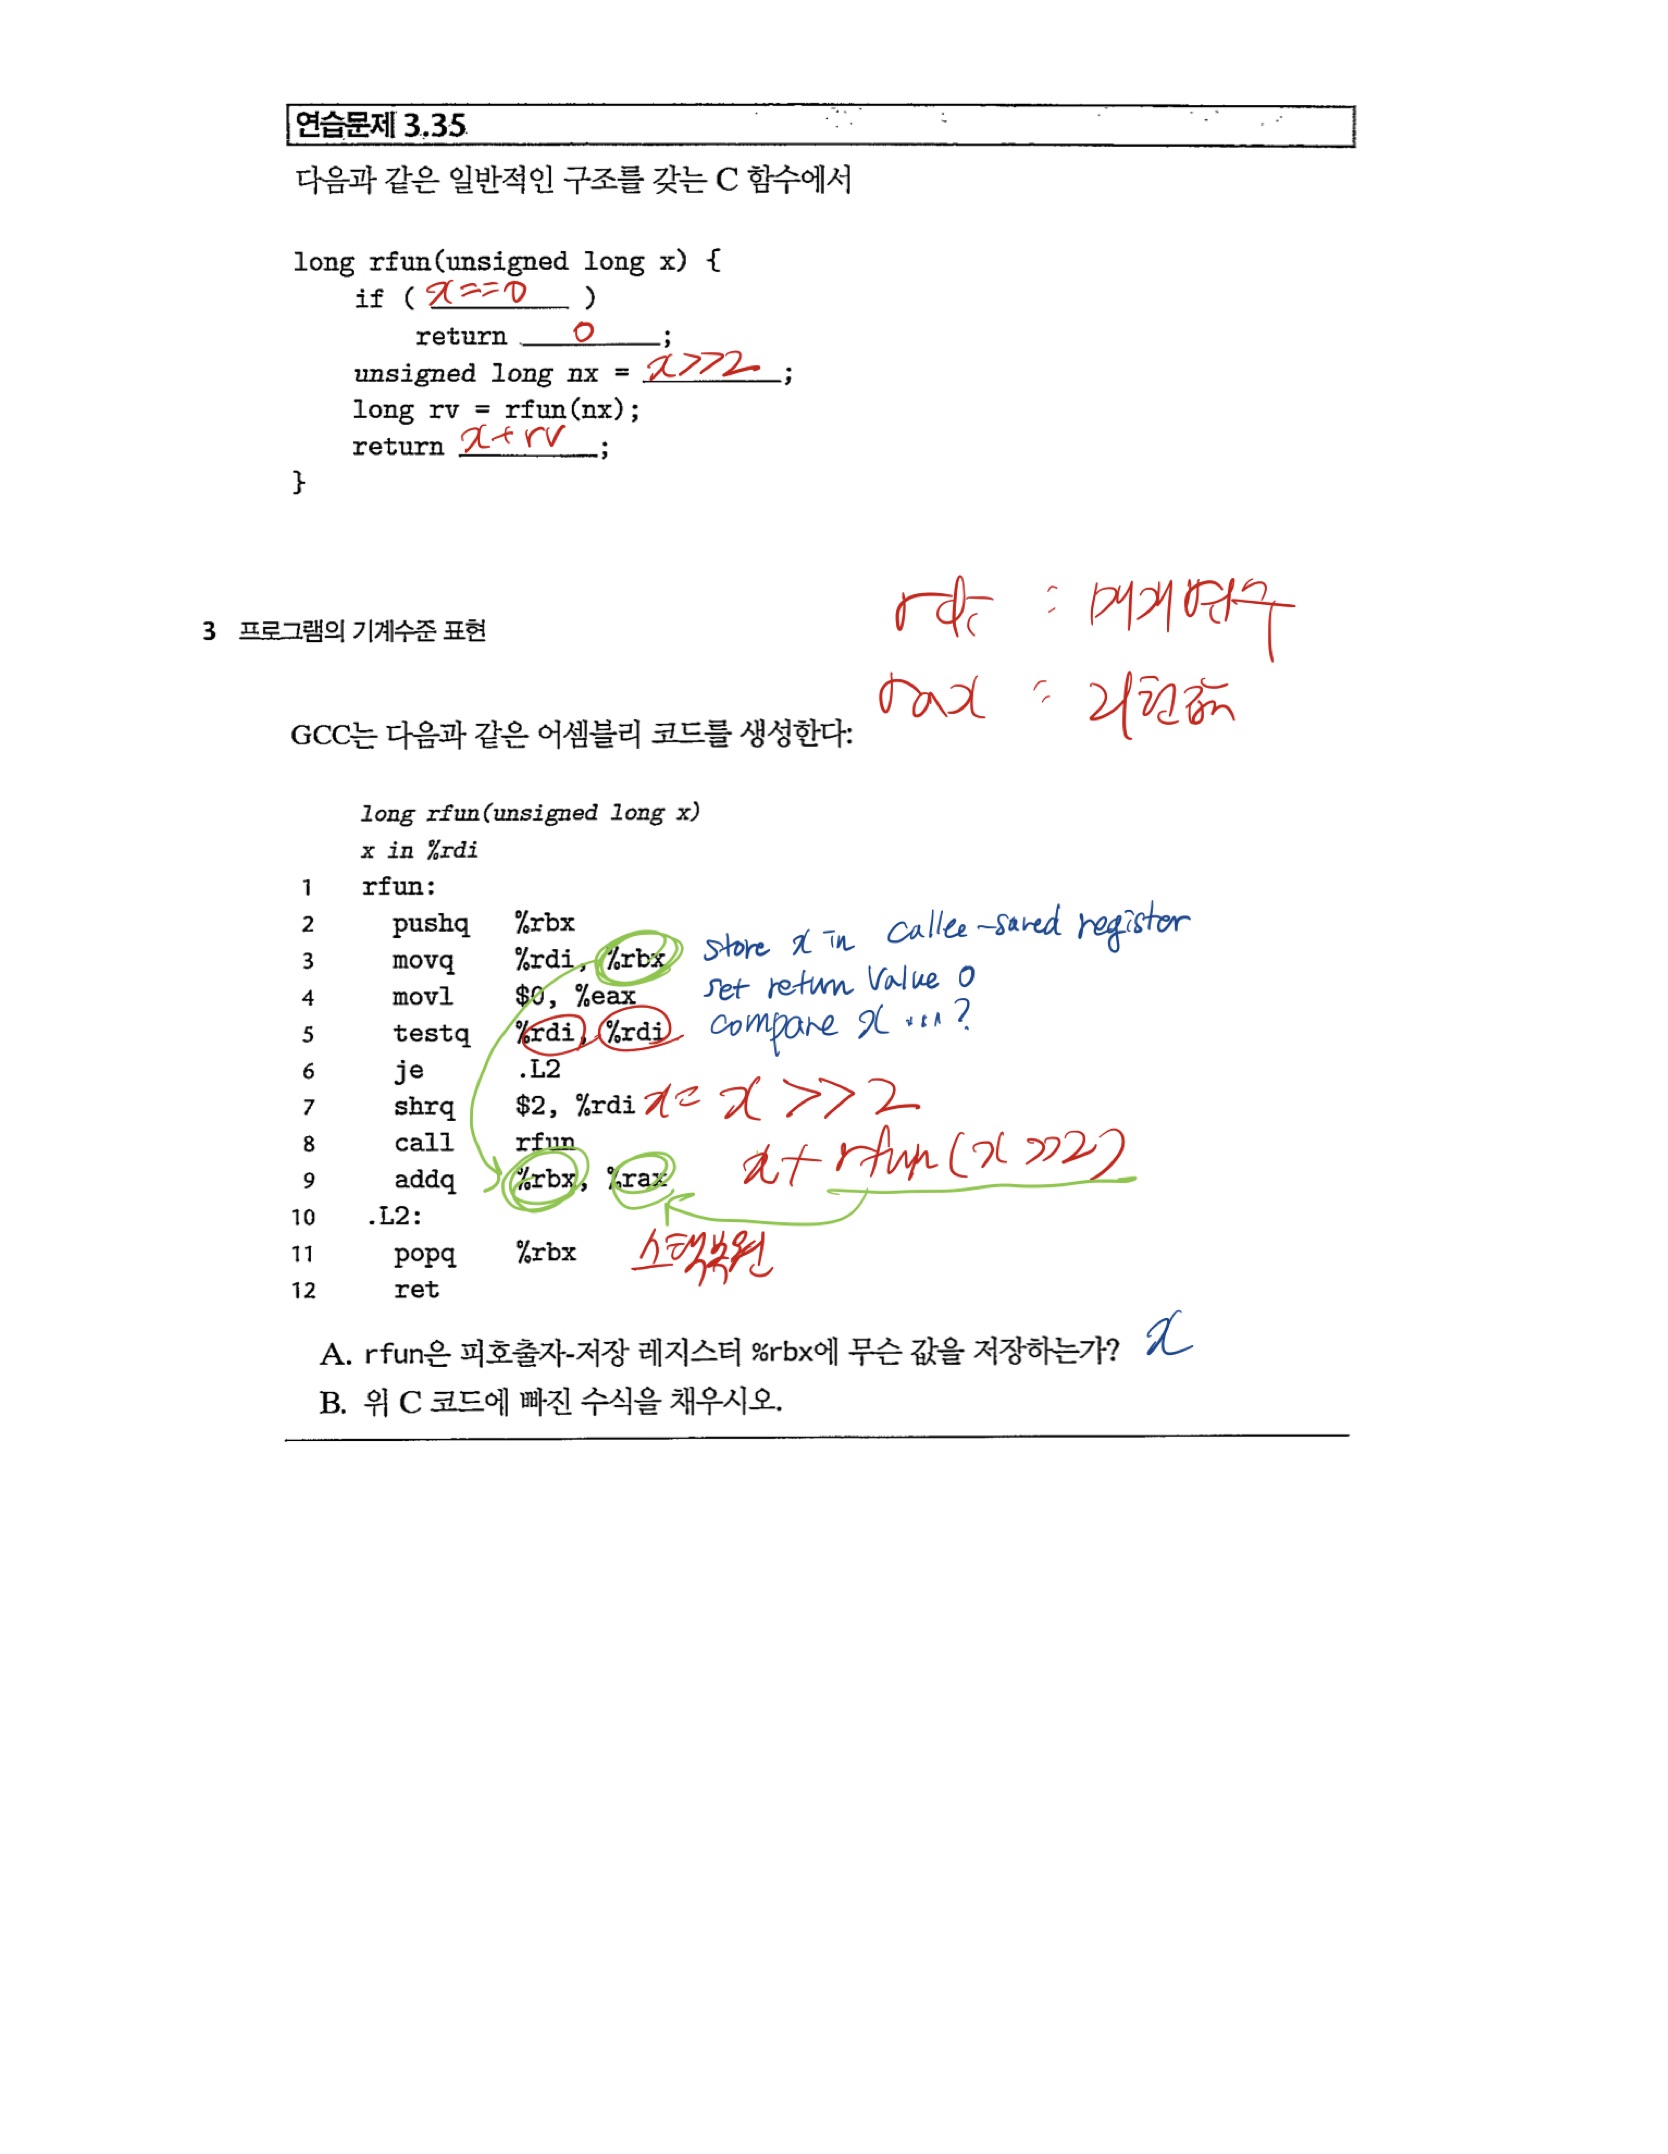 연습문제 3.35
다음과 같은 일반적인 구조를 갖는 C 함수에서
long rfun(unsigned long x) {
if ( x==0 )
return 0 ;
unsigned long nx = x>>2 ;
long rv = rfun(nx);
return x+rv ;
}
rdi : 매개변수
3 프로그램의 기계수준 표현
rax : 리턴값
GCC는 다음과 같은 어셈블리 코드를 생성한다:
long rfun(unsigned long x)
x in %rdi
1 rfun:
2 pushq %rbx
3 movq %rdi, %rbx store x in callee-saved register
4 movl $0, %eax set return value 0
5 testq %rdi, %rdi compare x ...?
6 je .L2
7 shrq $2, %rdi x= x >> 2
8 call rfun
9 addq %rbx, %rax x+ rfun(x>>2)
10 .L2:
11 popq %rbx 스택복원
12 ret
A. rfun은 피호출자-저장 레지스터 %rbx에 무슨 값을 저장하는가? x
B. 위 C 코드에 빠진 수식을 채우시오.